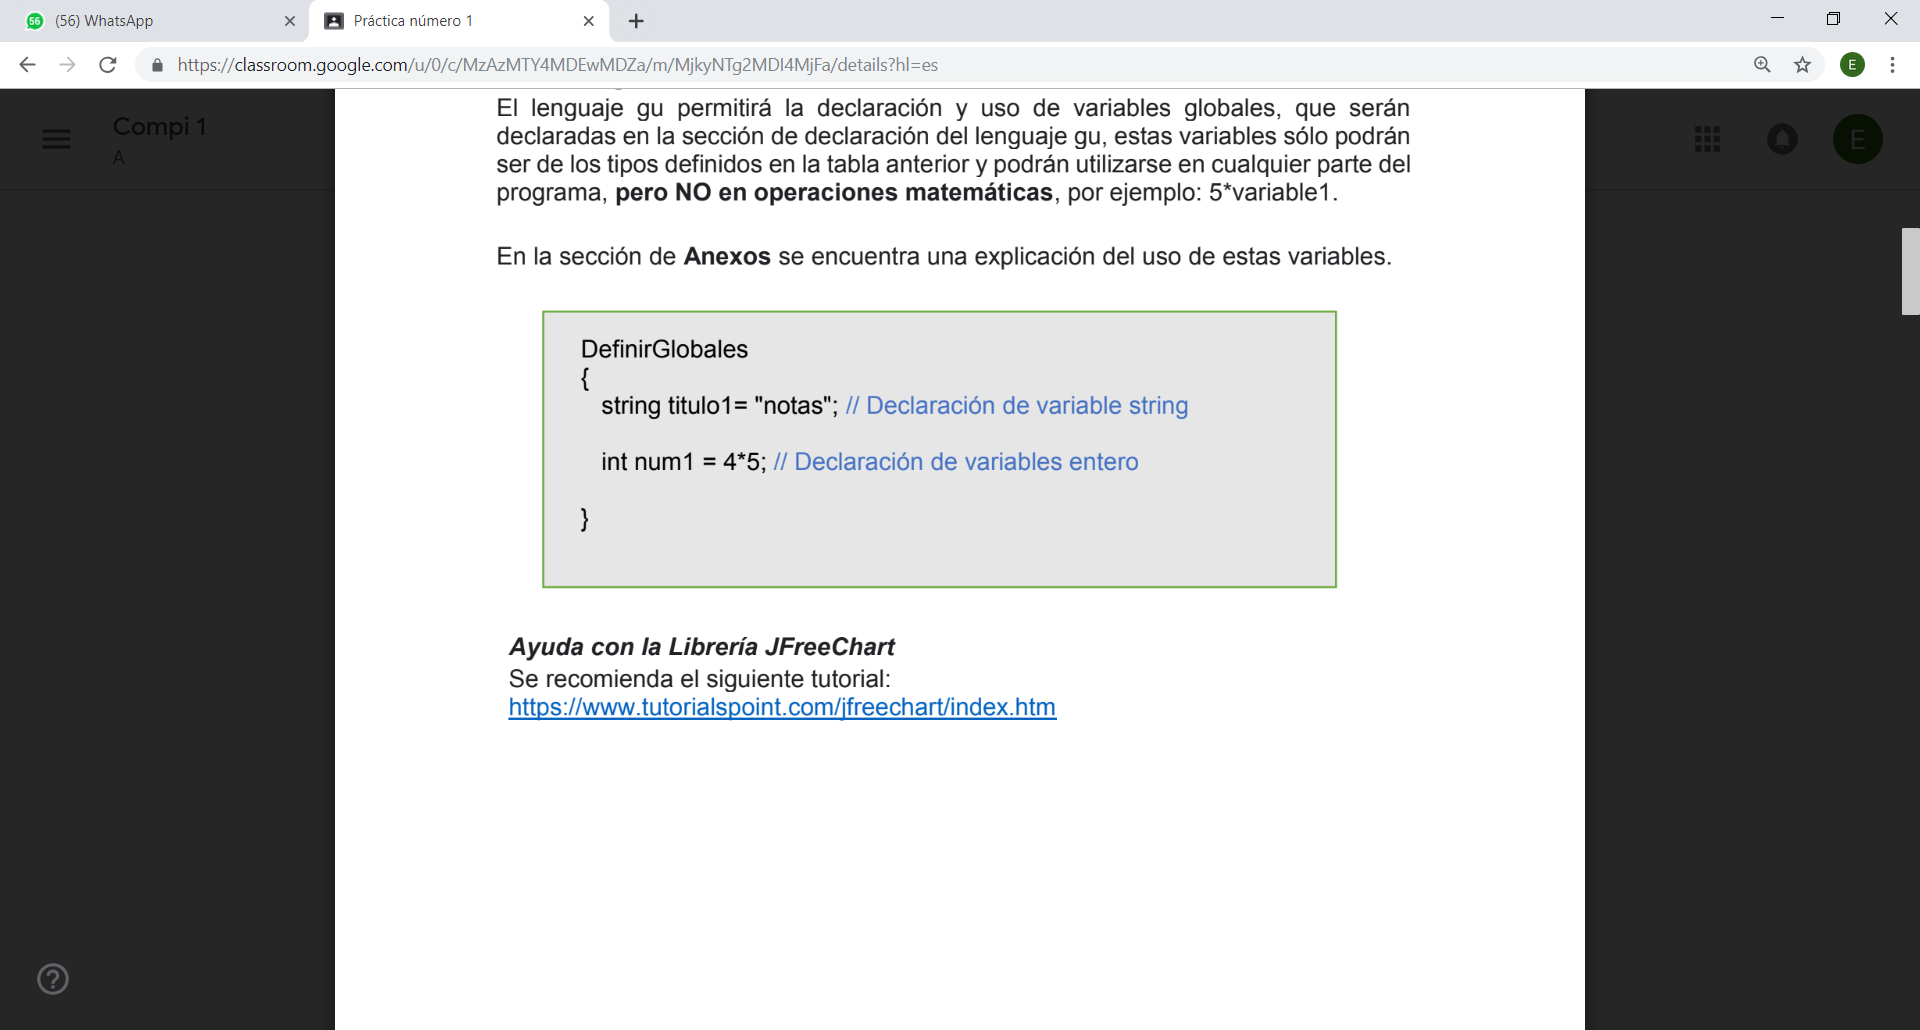 56 (56) WhatsApp
Práctica número 1
https://classroom.google.com/u/0/c/MzAzMTY4MDEwMDZa/m/MjkyNTg2MDI4MjFa/details?hl=es
E
Compi 1
A
E
El lenguaje gu permitirá la declaración y uso de variables globales, que serán
declaradas en la sección de declaración del lenguaje gu, estas variables sólo podrán
ser de los tipos definidos en la tabla anterior y podrán utilizarse en cualquier parte del
programa, pero NO en operaciones matemáticas, por ejemplo: 5*variable1.
En la sección de Anexos se encuentra una explicación del uso de estas variables.
DefinirGlobales
{
string titulo1= "notas"; // Declaración de variable string
int num1 = 4*5; // Declaración de variables entero
}
Ayuda con la Librería JFreeChart
Se recomienda el siguiente tutorial:
https://www.tutorialspoint.com/jfreechart/index.htm